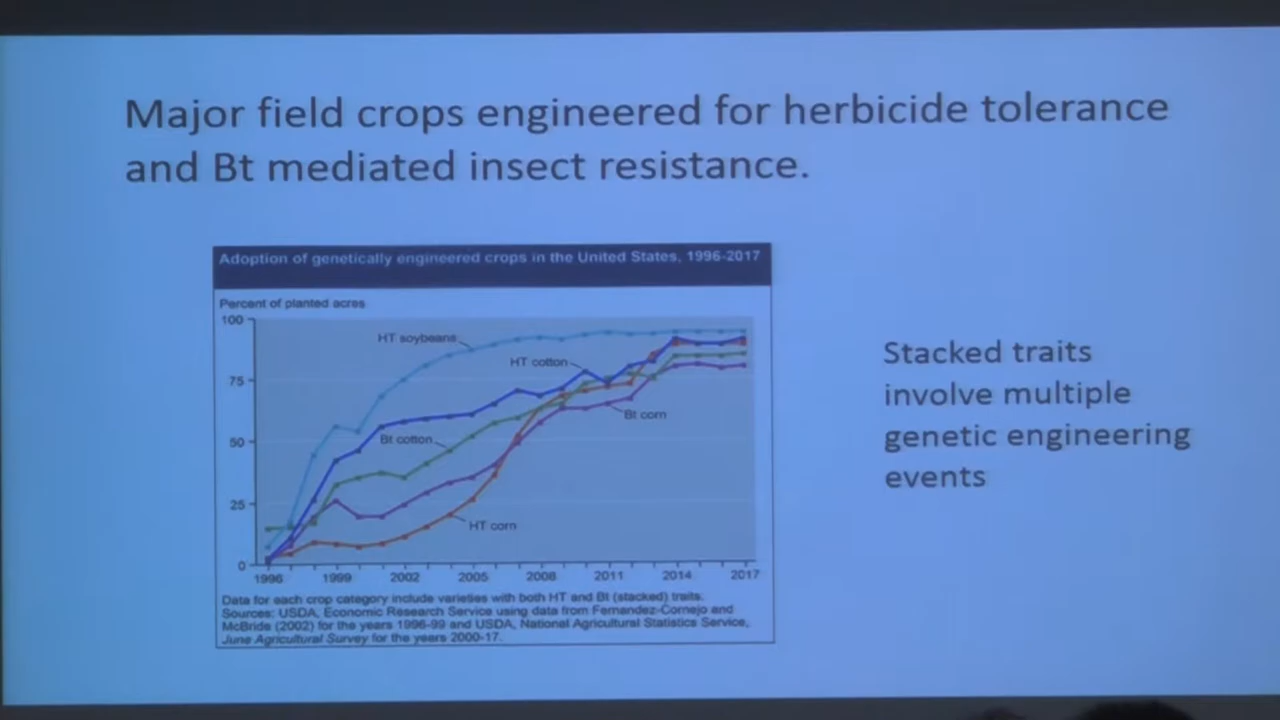 Major field crops engineered for herbicide tolerance
and Bt mediated insect resistance.
Adoption of genetically engineered crops in the United States, 1996-2017
Percent of planted acres
100
75
50
25
0
HT soybeans
HT cotton
Bt cotton
Bt corn
HT corn
1996 1999 2002 2005 2008 2011 2014 2017
Data for each crop category include varieties with both HT and Bt (stacked) traits.
Sources: USDA, Economic Research Service using data from Fernandez-Cornejo and
McBride (2002) for the years 1996-99 and USDA, National Agricultural Statistics Service,
June Agricultural Survey for the years 2000-17.
Stacked traits
involve multiple
genetic engineering
events